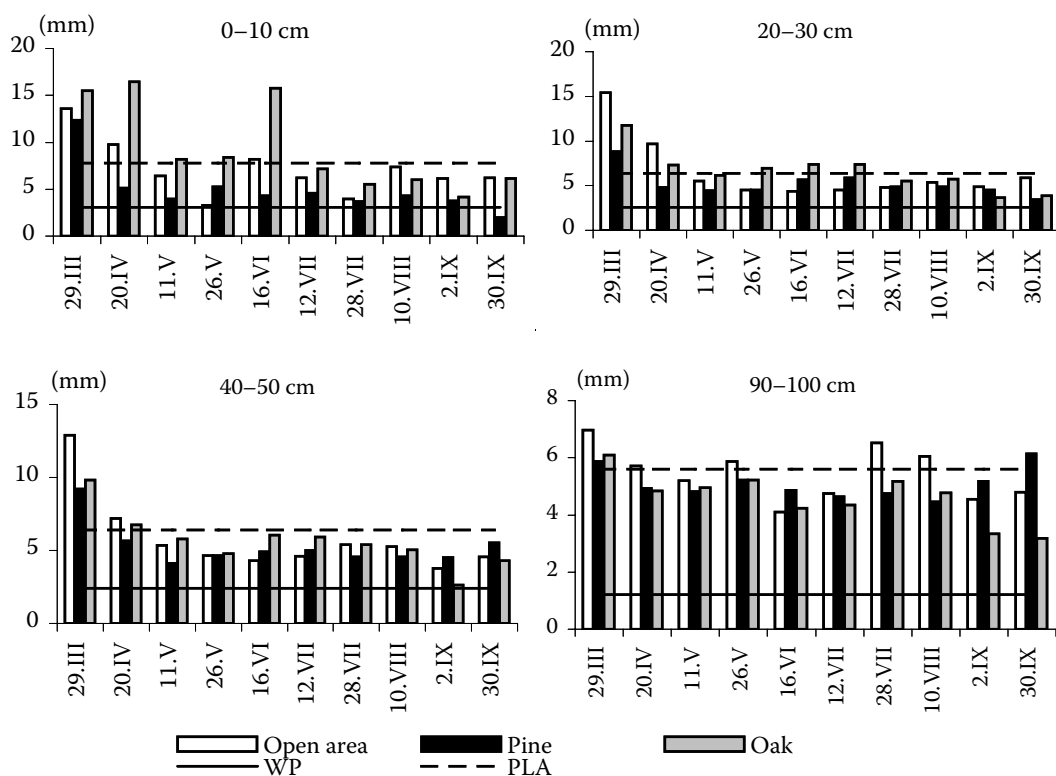 (mm)
0–10 cm
20
15
10
5
0
29.III
20.IV
11.V
26.V
16.VI
12.VII
28.VII
10.VIII
2.IX
30.IX
(mm)
20–30 cm
20
15
10
5
0
29.III
20.IV
11.V
26.V
16.VI
12.VII
28.VII
10.VIII
2.IX
30.IX
(mm)
40–50 cm
15
10
5
0
29.III
20.IV
11.V
26.V
16.VI
12.VII
28.VII
10.VIII
2.IX
30.IX
(mm)
90–100 cm
8
6
4
2
0
29.III
20.IV
11.V
26.V
16.VI
12.VII
28.VII
10.VIII
2.IX
30.IX
Open area Pine Oak
WP PLA